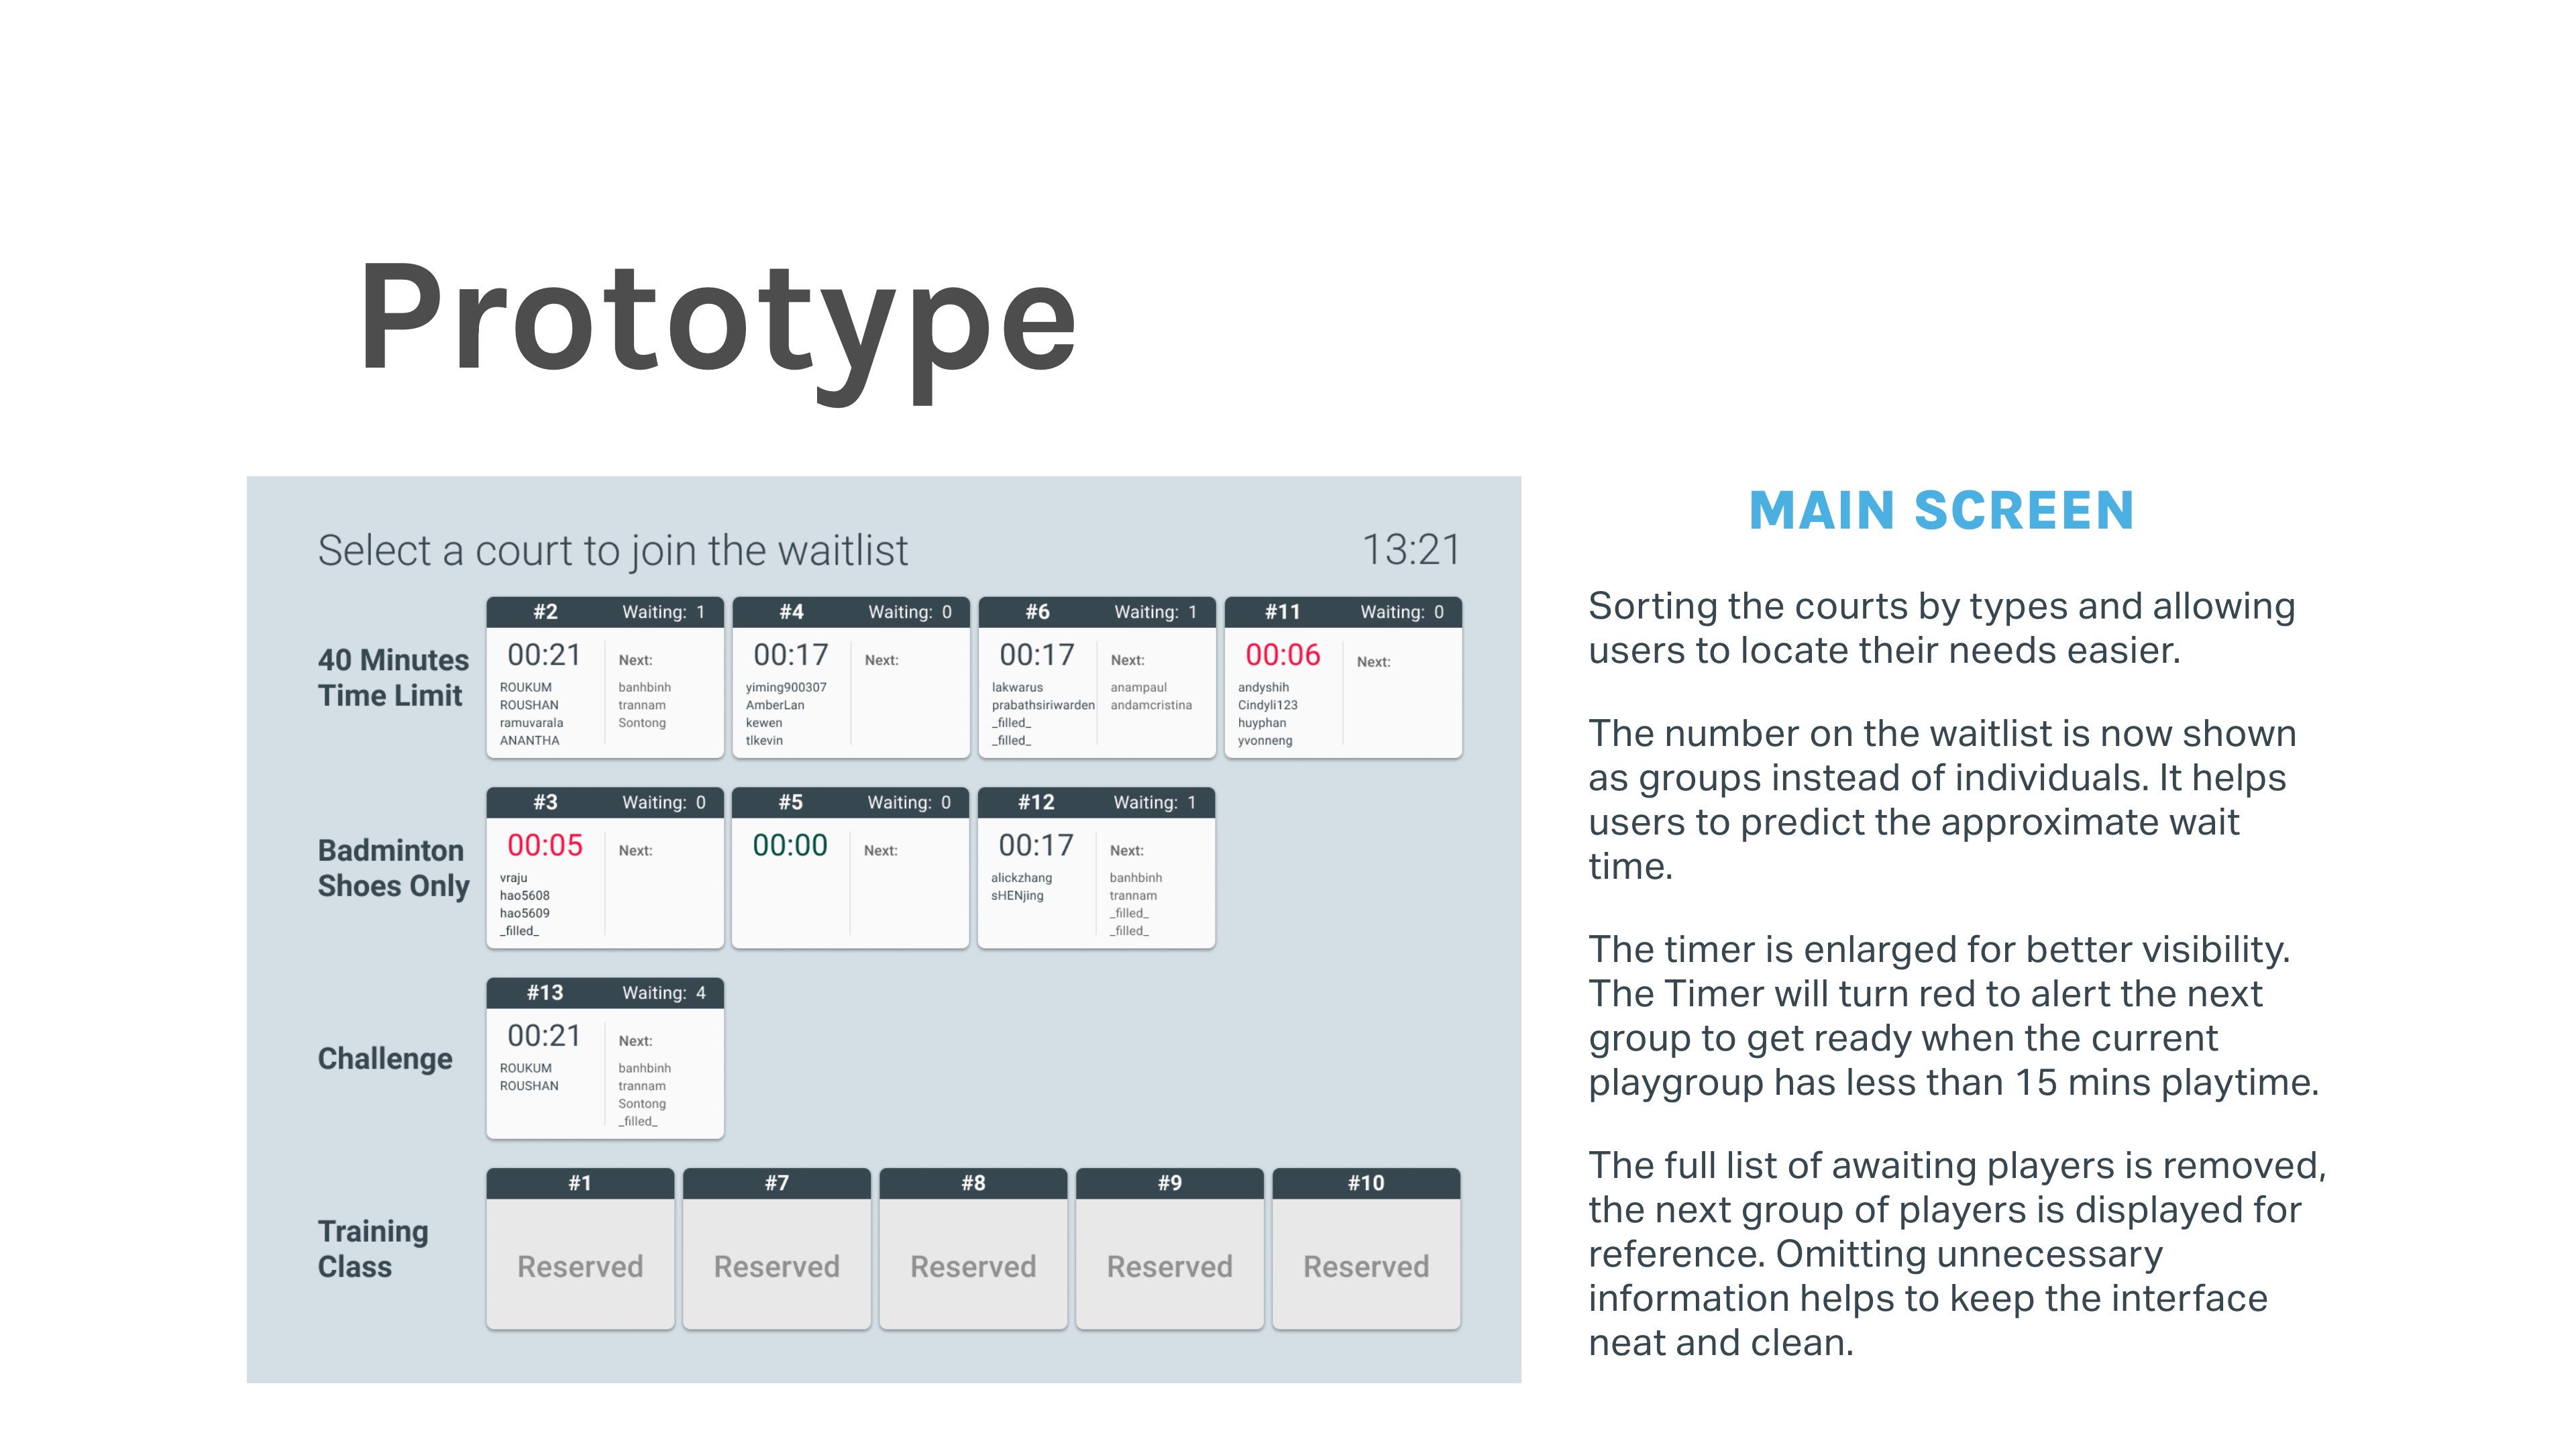 Prototype
Select a court to join the waitlist 13:21
40 Minutes
Time Limit
#2 Waiting: 1
00:21 Next:
ROUKUM banhbinh
ROUSHAN trannam
ramuvarala Sontong
ANANTHA
#4 Waiting: 0
00:17 Next:
yiming900307
AmberLan
kewen
tlkevin
#6 Waiting: 1
00:17 Next:
lakwarus anampaul
prabathsiriwarden andamcristina
_filled_
_filled_
#11 Waiting: 0
00:06 Next:
andyshih
Cindyli123
huyphan
yvonneng
Badminton
Shoes Only
#3 Waiting: 0
00:05 Next:
vraju
hao5608
hao5609
_filled_
#5 Waiting: 0
00:00 Next:
#12 Waiting: 1
00:17 Next:
alickzhang banhbinh
sHENjing trannam
_filled_
_filled_
Challenge
#13 Waiting: 4
00:21 Next:
ROUKUM banhbinh
ROUSHAN trannam
Sontong
_filled_
Training
Class
#1 #7 #8 #9 #10
Reserved Reserved Reserved Reserved Reserved
MAIN SCREEN
Sorting the courts by types and allowing
users to locate their needs easier.
The number on the waitlist is now shown
as groups instead of individuals. It helps
users to predict the approximate wait
time.
The timer is enlarged for better visibility.
The Timer will turn red to alert the next
group to get ready when the current
playgroup has less than 15 mins playtime.
The full list of awaiting players is removed,
the next group of players is displayed for
reference. Omitting unnecessary
information helps to keep the interface
neat and clean.